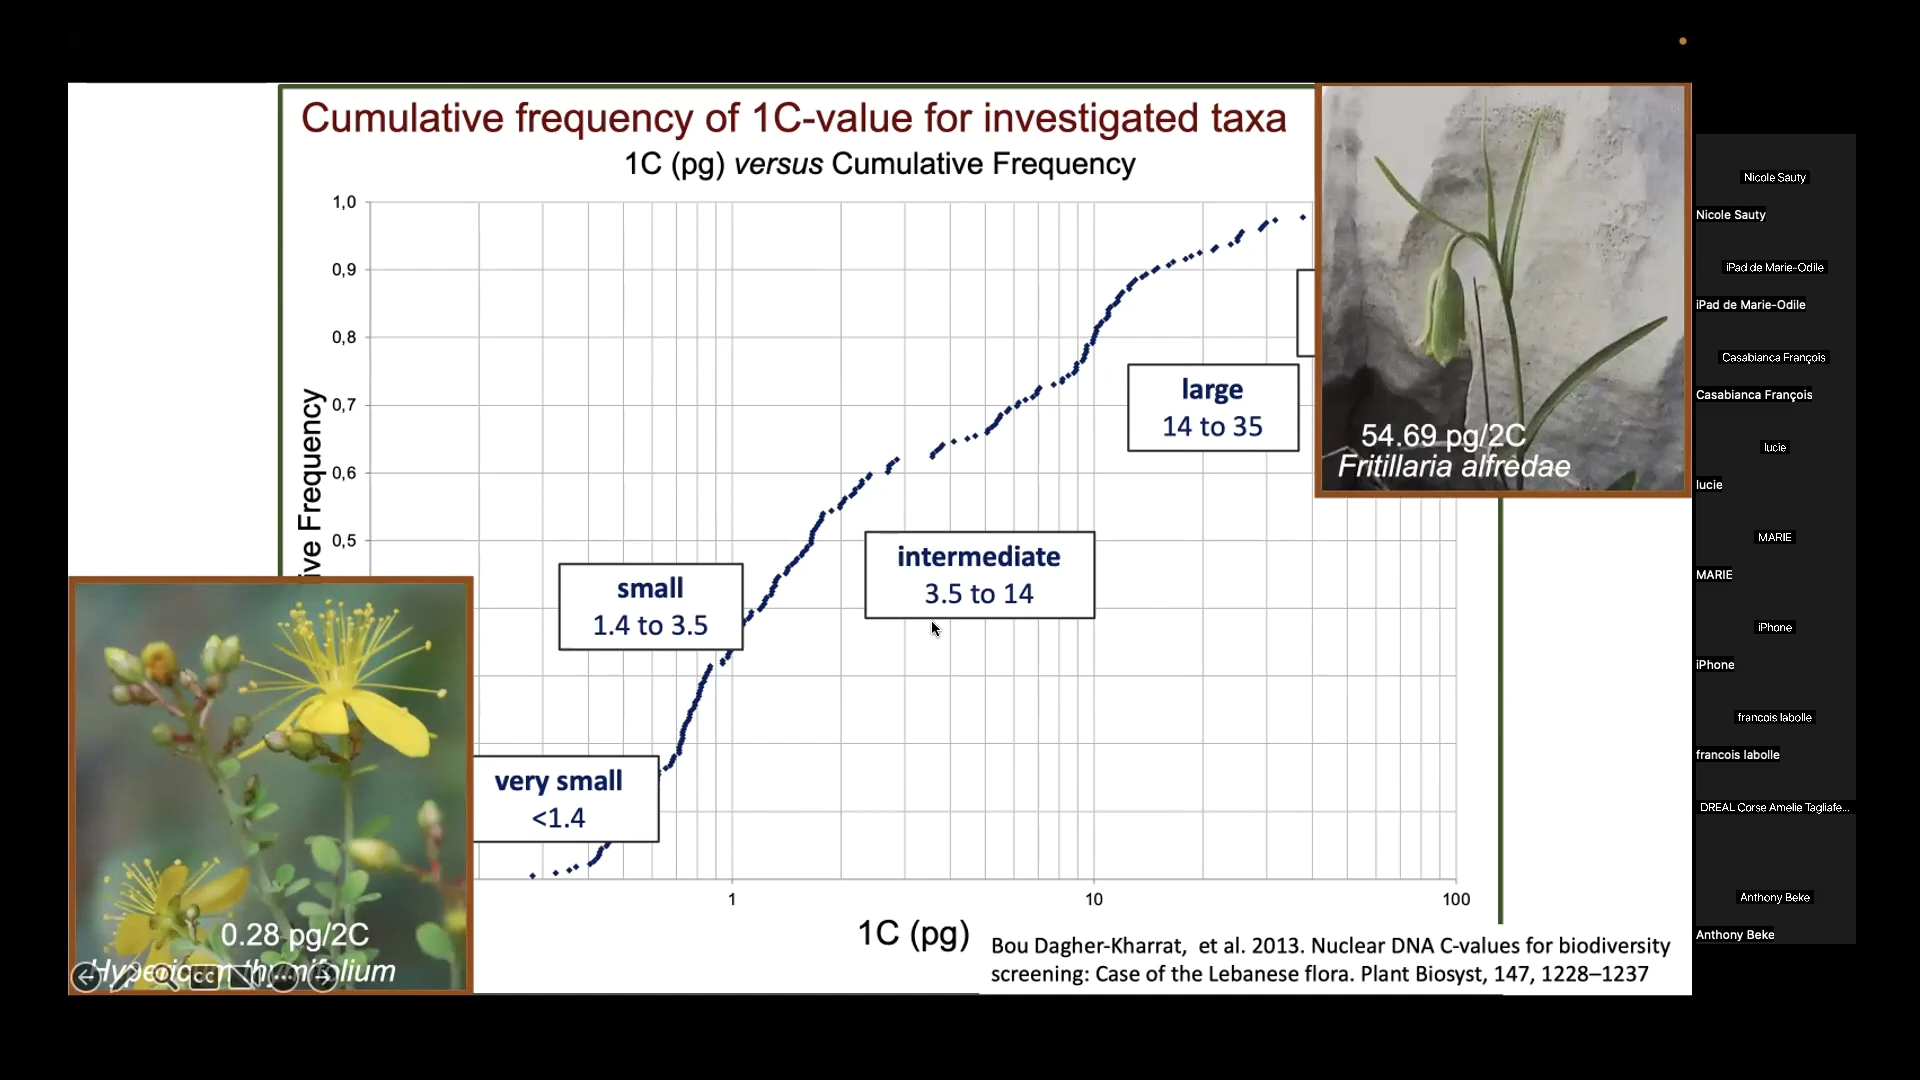 Cumulative frequency of 1C-value for investigated taxa
1C (pg) versus Cumulative Frequency
1,0
0,9
0,8
0,7
0,6
0,5
ive Frequency
large
14 to 35
intermediate
3.5 to 14
small
1.4 to 3.5
very small
<1.4
54.69 pg/2C
Fritillaria alfredae
0.28 pg/2C
Hypericum thymifolium
CC
1
10
100
1C (pg)
Bou Dagher-Kharrat, et al. 2013. Nuclear DNA C-values for biodiversity
screening: Case of the Lebanese flora. Plant Biosyst, 147, 1228–1237
Nicole Sauty
Nicole Sauty
iPad de Marie-Odile
iPad de Marie-Odile
Casabianca François
Casabianca François
lucie
lucie
MARIE
MARIE
iPhone
iPhone
francois labolle
francois labolle
DREAL Corse Amelie Tagliafe...
Anthony Beke
Anthony Beke